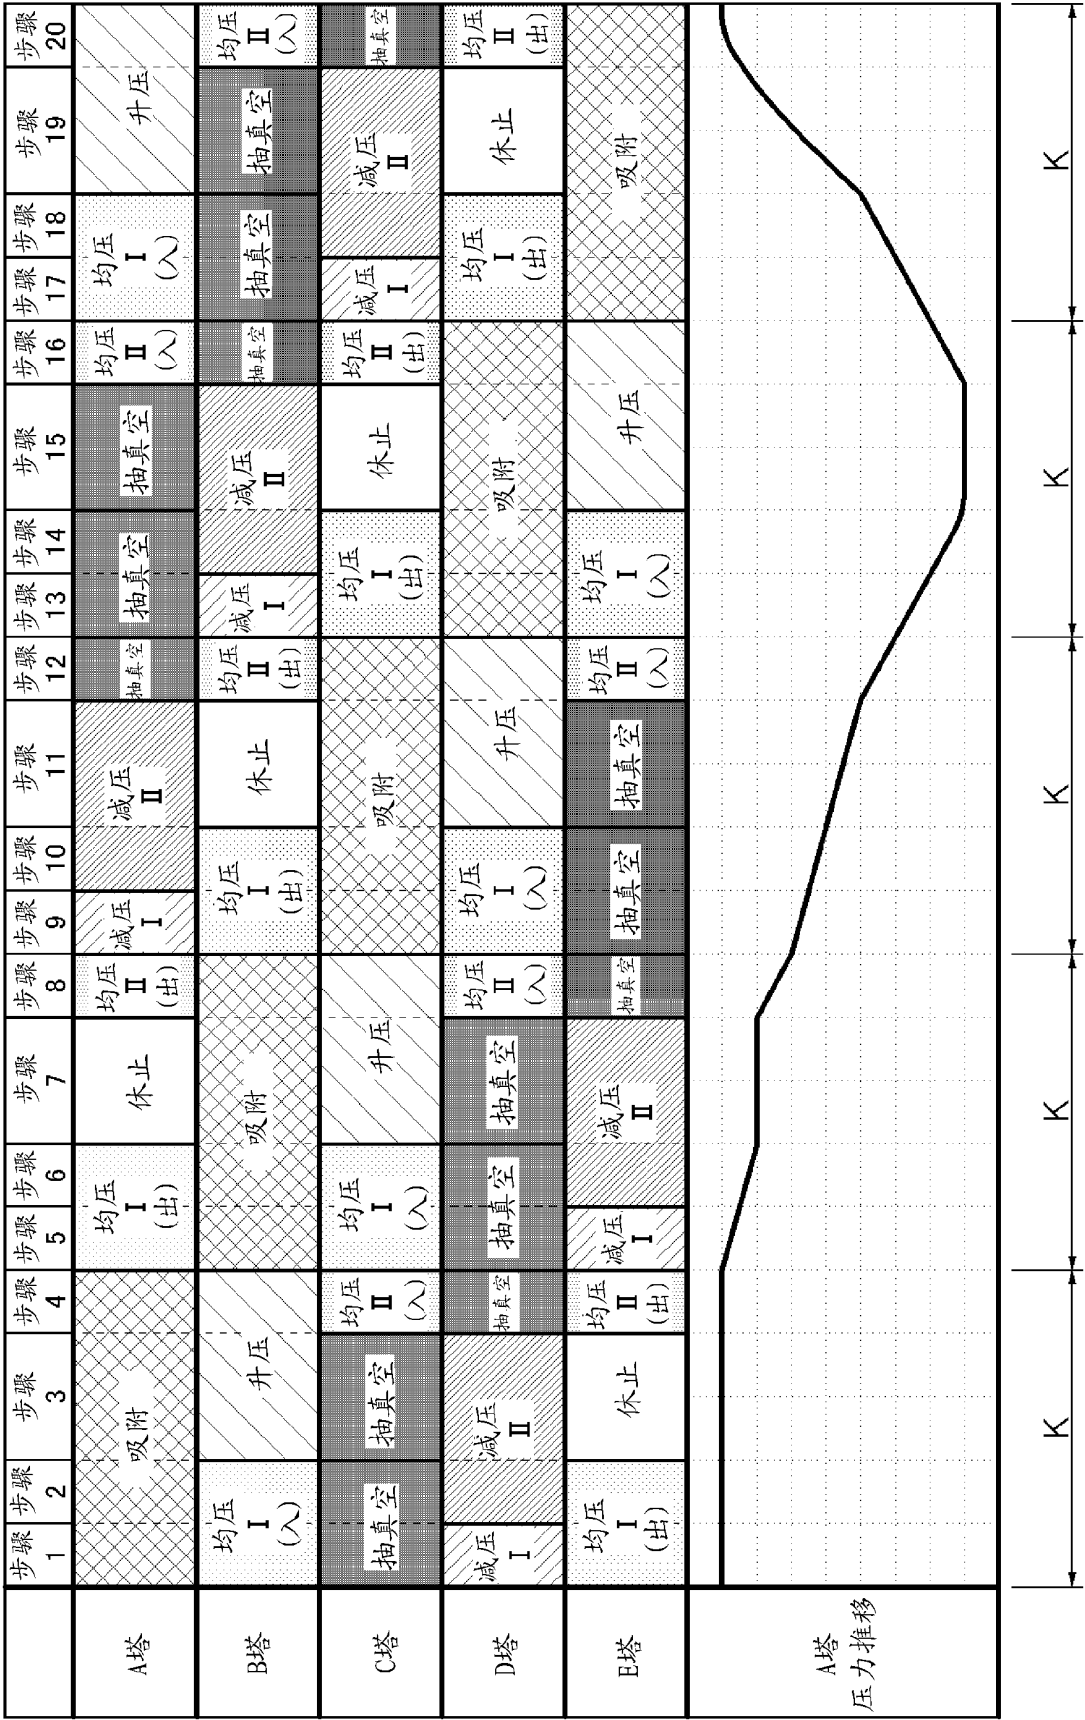 步骤
1
步骤
2
步骤
3
步骤
4
步骤
5
步骤
6
步骤
7
步骤
8
步骤
9
步骤
10
步骤
11
步骤
12
步骤
13
步骤
14
步骤
15
步骤
16
步骤
17
步骤
18
步骤
19
步骤
20
A塔
吸附
均压
I
(出)
休止
均压
II
(出)
减压
I
减压
II
抽真空
抽真空
抽真空
均压
II
(入)
均压
I
(入)
升压
B塔
均压
I
(入)
升压
吸附
均压
I
(出)
休止
均压
II
(出)
减压
I
减压
II
抽真空
抽真空
抽真空
均压
II
(入)
C塔
抽真空
抽真空
均压
II
(入)
均压
I
(入)
升压
吸附
均压
I
(出)
休止
均压
II
(出)
减压
I
减压
II
抽真空
D塔
减压
I
减压
II
抽真空
抽真空
抽真空
均压
II
(入)
均压
I
(入)
升压
吸附
均压
I
(出)
休止
均压
II
(出)
E塔
均压
I
(出)
休止
均压
II
(出)
减压
I
减压
II
抽真空
抽真空
抽真空
均压
II
(入)
均压
I
(入)
升压
吸附
A塔
压力推移
K
K
K
K
K